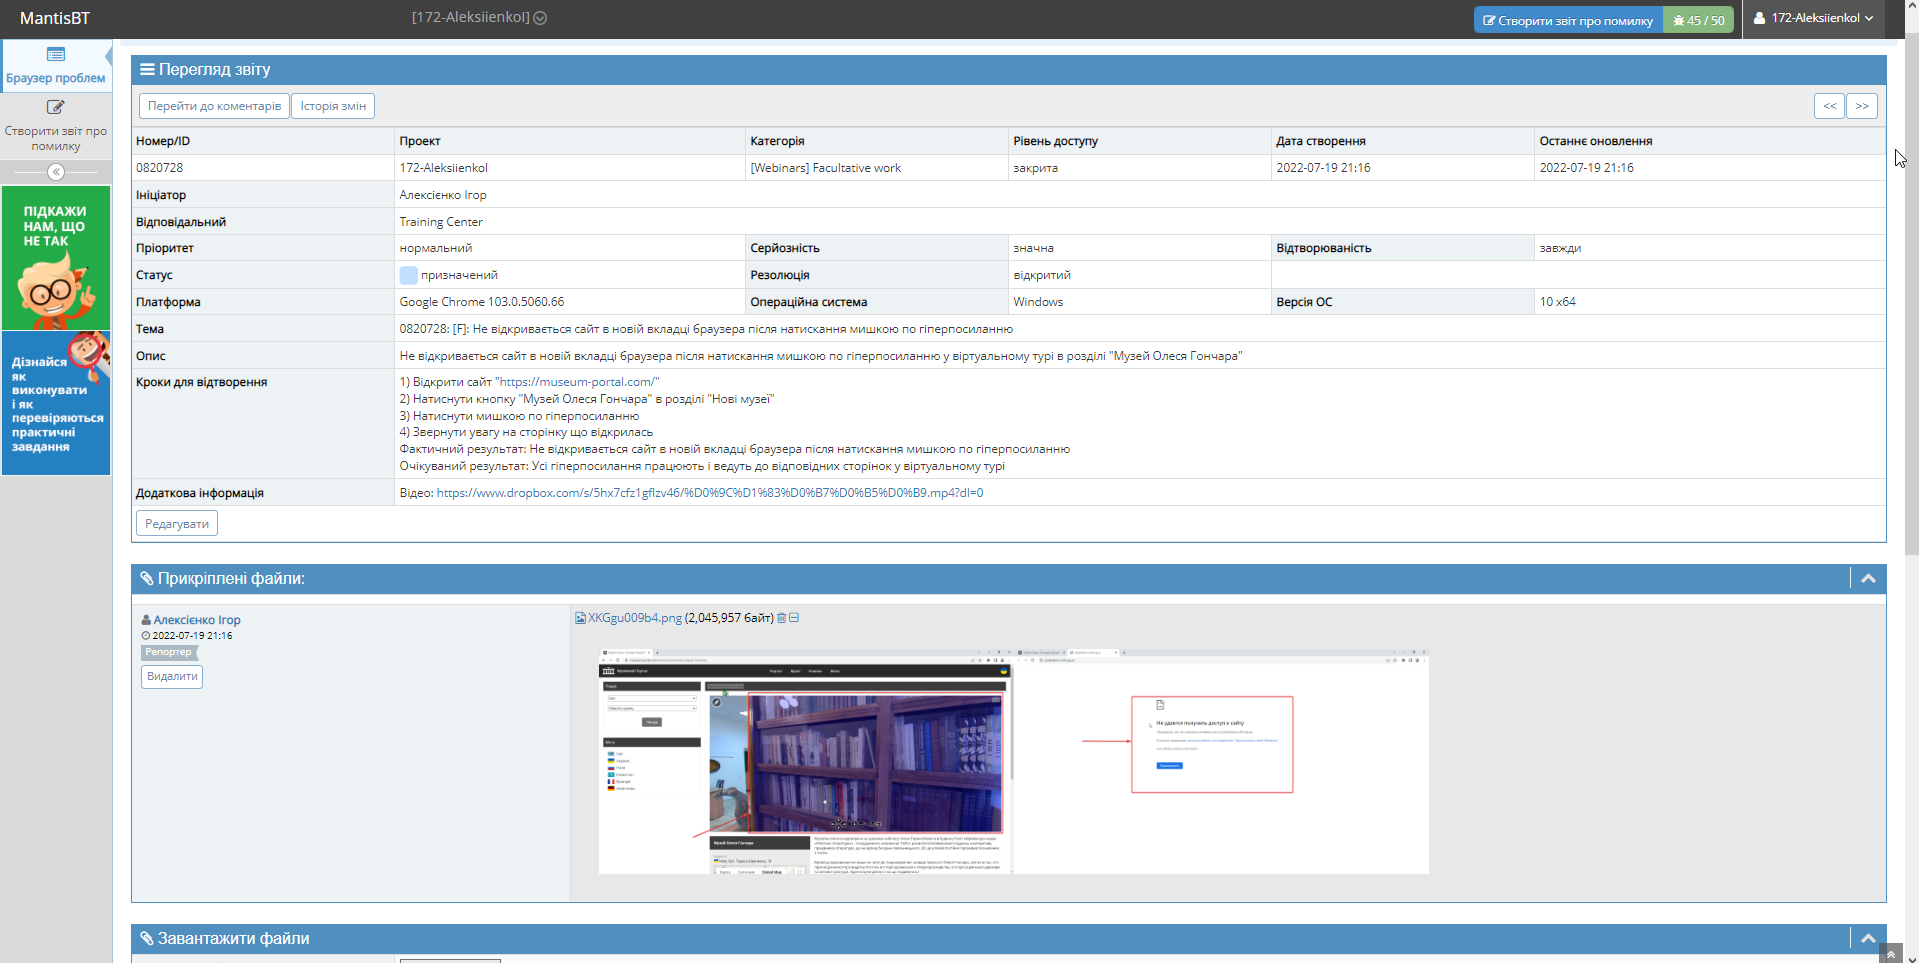 MantisBT
[172-Aleksiienkol]
Створити звіт про помилку
45 / 50
172-Aleksiienkol
Браузер проблем
Створити звіт про
помилку
ПІДКАЖИ
НАМ, ЩО
НЕ ТАК
Дізнайся
як
виконувати
і як
перевіряються
практичні
завдання
Перегляд звіту
Перейти до коментарів
Історія змін
<<
>>
Номер/ID Проект Категорія Рівень доступу Дата створення Останнє оновлення
0820728 172-Aleksiienkol [Webinars] Facultative work закрита 2022-07-19 21:16 2022-07-19 21:16
Ініціатор Алексієнко Ігор
Відповідальний Training Center
Пріоритет нормальний Серйозність значна Відтворюваність завжди
Статус призначений Резолюція відкритий
Платформа Google Chrome 103.0.5060.66 Операційна система Windows Версія ОС 10 x64
Тема 0820728: [F]: Не відкривається сайт в новій вкладці браузера після натискання мишкою по гіперпосиланню
Опис Не відкривається сайт в новій вкладці браузера після натискання мишкою по гіперпосиланню у віртуальному турі в розділі "Музей Олеся Гончара"
Кроки для відтворення 1) Відкрити сайт "https://museum-portal.com/"
2) Натиснути кнопку "Музей Олеся Гончара" в розділі "Нові музеї"
3) Натиснути мишкою по гіперпосиланню
4) Звернути увагу на сторінку що відкрилась
Фактичний результат: Не відкривається сайт в новій вкладці браузера після натискання мишкою по гіперпосиланню
Очікуваний результат: Усі гіперпосилання працюють і ведуть до відповідних сторінок у віртуальному турі
Додаткова інформація Відео: https://www.dropbox.com/s/5hx7cfz1gflzv46/%D0%9C%D1%83%D0%B7%D0%B5%D0%B9.mp4?dl=0
Редагувати
Прикріплені файли:
Алексієнко Ігор
2022-07-19 21:16
Репортер
Видалити
XKGgu009b4.png (2,045,957 байт)
Не удается получить доступ к сайту
Музей Олеся Гончара
Завантажити файли